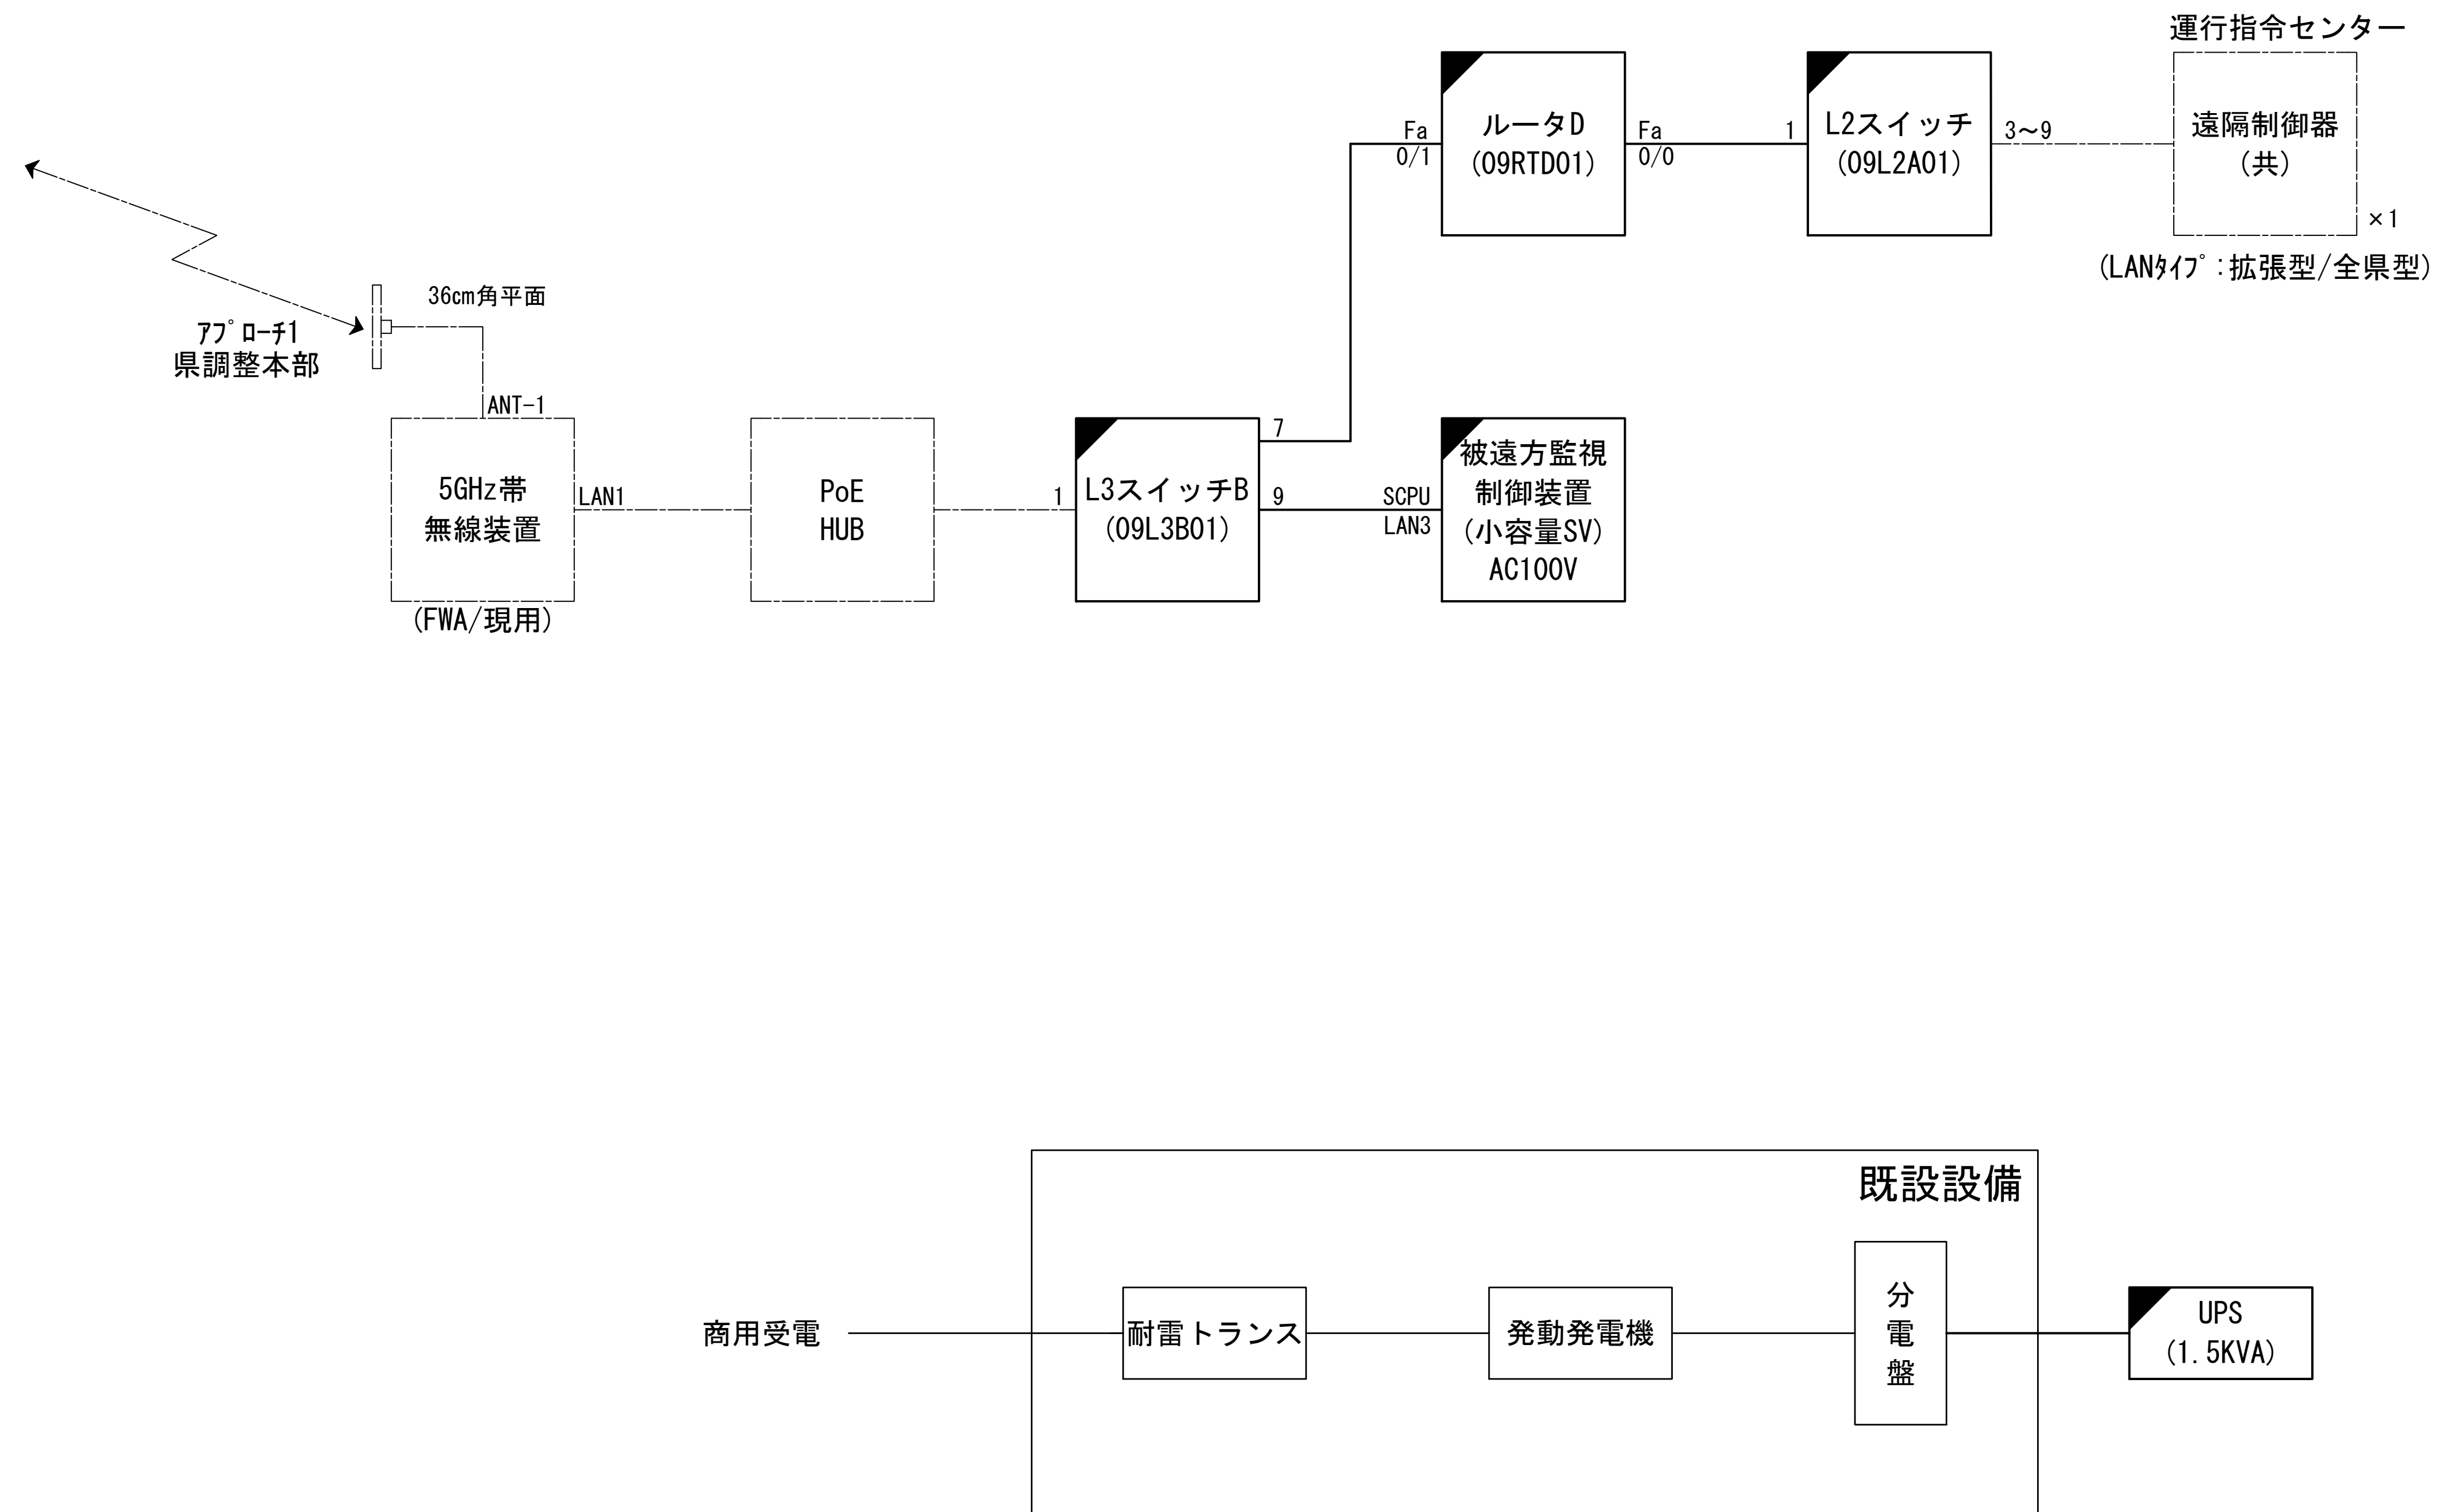 運行指令センター
ルータD
(09RTD01)
Fa
0/1
Fa
0/0
1
L2スイッチ
(09L2A01)
3～9
遠隔制御器
(共)
×1
(LANﾀｲﾌﾟ:拡張型/全県型)
36cm角平面
ｱﾌﾟﾛｰﾁ1
県調整本部
ANT-1
5GHz帯
無線装置
(FWA/現用)
LAN1
PoE
HUB
1
L3スイッチB
(09L3B01)
7
9
SCPU
LAN3
被遠方監視
制御装置
(小容量SV)
AC100V
既設設備
商用受電
耐雷トランス
発動発電機
分電盤
UPS
(1.5KVA)